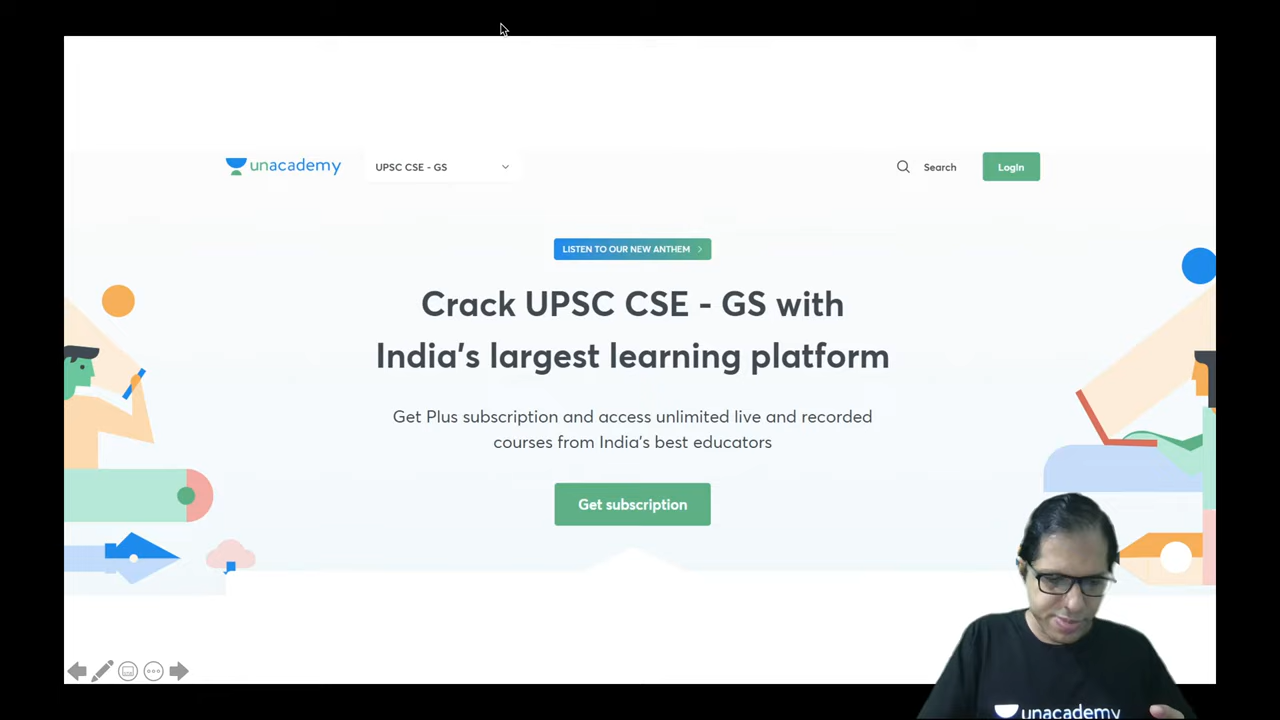 unacademy
UPSC CSE - GS
Search
Login
LISTEN TO OUR NEW ANTHEM
Crack UPSC CSE - GS with
India's largest learning platform
Get Plus subscription and access unlimited live and recorded
courses from India's best educators
Get subscription
unacademy